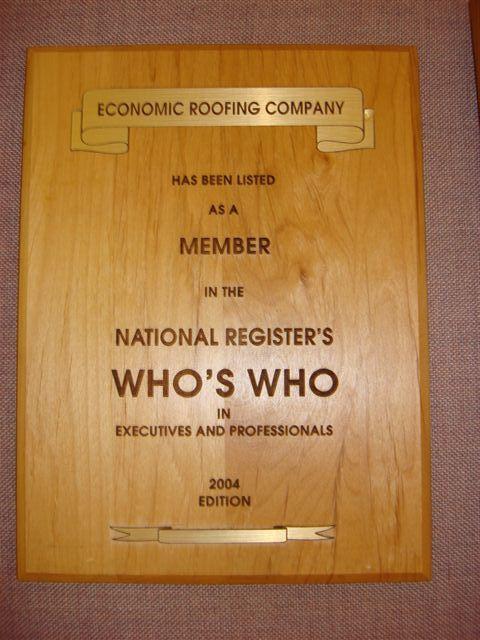 ECONOMIC ROOFING COMPANY
HAS BEEN LISTED
AS A
MEMBER
IN THE
NATIONAL REGISTER'S
WHO'S WHO
IN
EXECUTIVES AND PROFESSIONALS
2004
EDITION